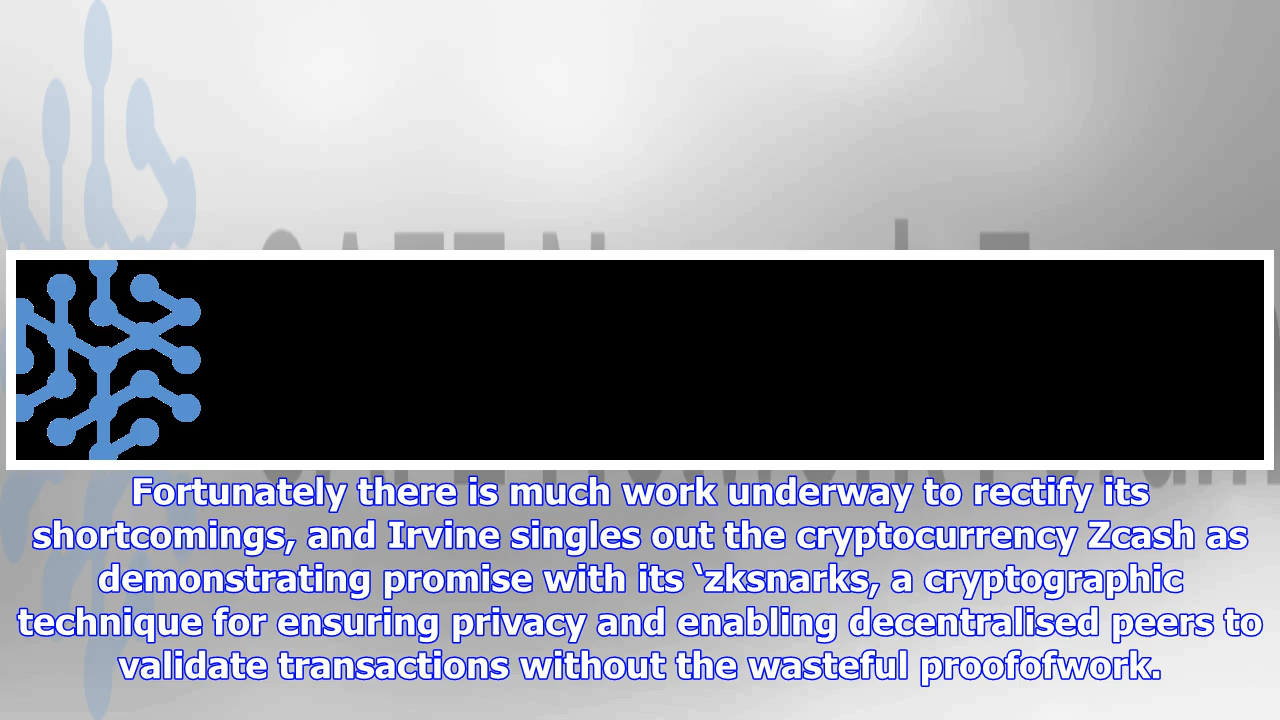 Fortunately there is much work underway to rectify its
shortcomings, and Irvine singles out the cryptocurrency Zcash as
demonstrating promise with its ‘zksnarks, a cryptographic
technique for ensuring privacy and enabling decentralised peers to
validate transactions without the wasteful proofofwork.